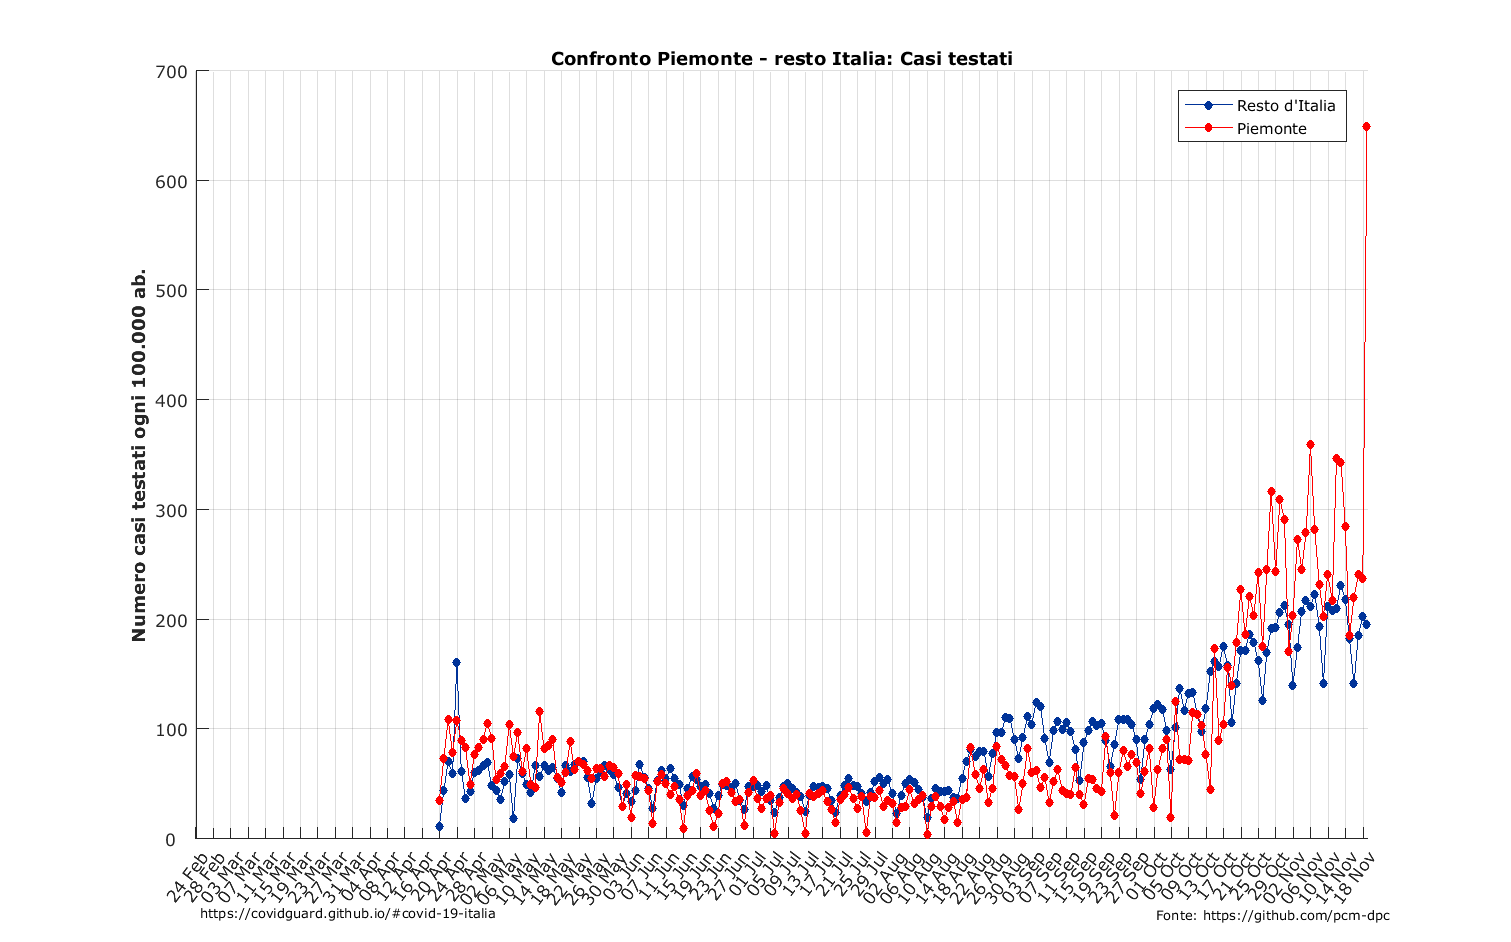 Confronto Piemonte - resto Italia: Casi testati
Resto d'Italia
Piemonte
Numero casi testati ogni 100.000 ab.
700
600
500
400
300
200
100
0
24 Feb
28 Feb
03 Mar
07 Mar
11 Mar
15 Mar
19 Mar
23 Mar
27 Mar
31 Mar
04 Apr
08 Apr
12 Apr
16 Apr
20 Apr
24 Apr
28 Apr
02 May
06 May
10 May
14 May
18 May
22 May
26 May
30 May
03 Jun
07 Jun
11 Jun
15 Jun
19 Jun
23 Jun
27 Jun
01 Jul
05 Jul
09 Jul
13 Jul
17 Jul
21 Jul
25 Jul
29 Jul
02 Aug
06 Aug
10 Aug
14 Aug
18 Aug
22 Aug
26 Aug
30 Aug
03 Sep
07 Sep
11 Sep
15 Sep
19 Sep
23 Sep
27 Sep
01 Oct
05 Oct
09 Oct
13 Oct
17 Oct
21 Oct
25 Oct
29 Oct
02 Nov
06 Nov
10 Nov
14 Nov
18 Nov
https://covidguard.github.io/#covid-19-italia
Fonte: https://github.com/pcm-dpc